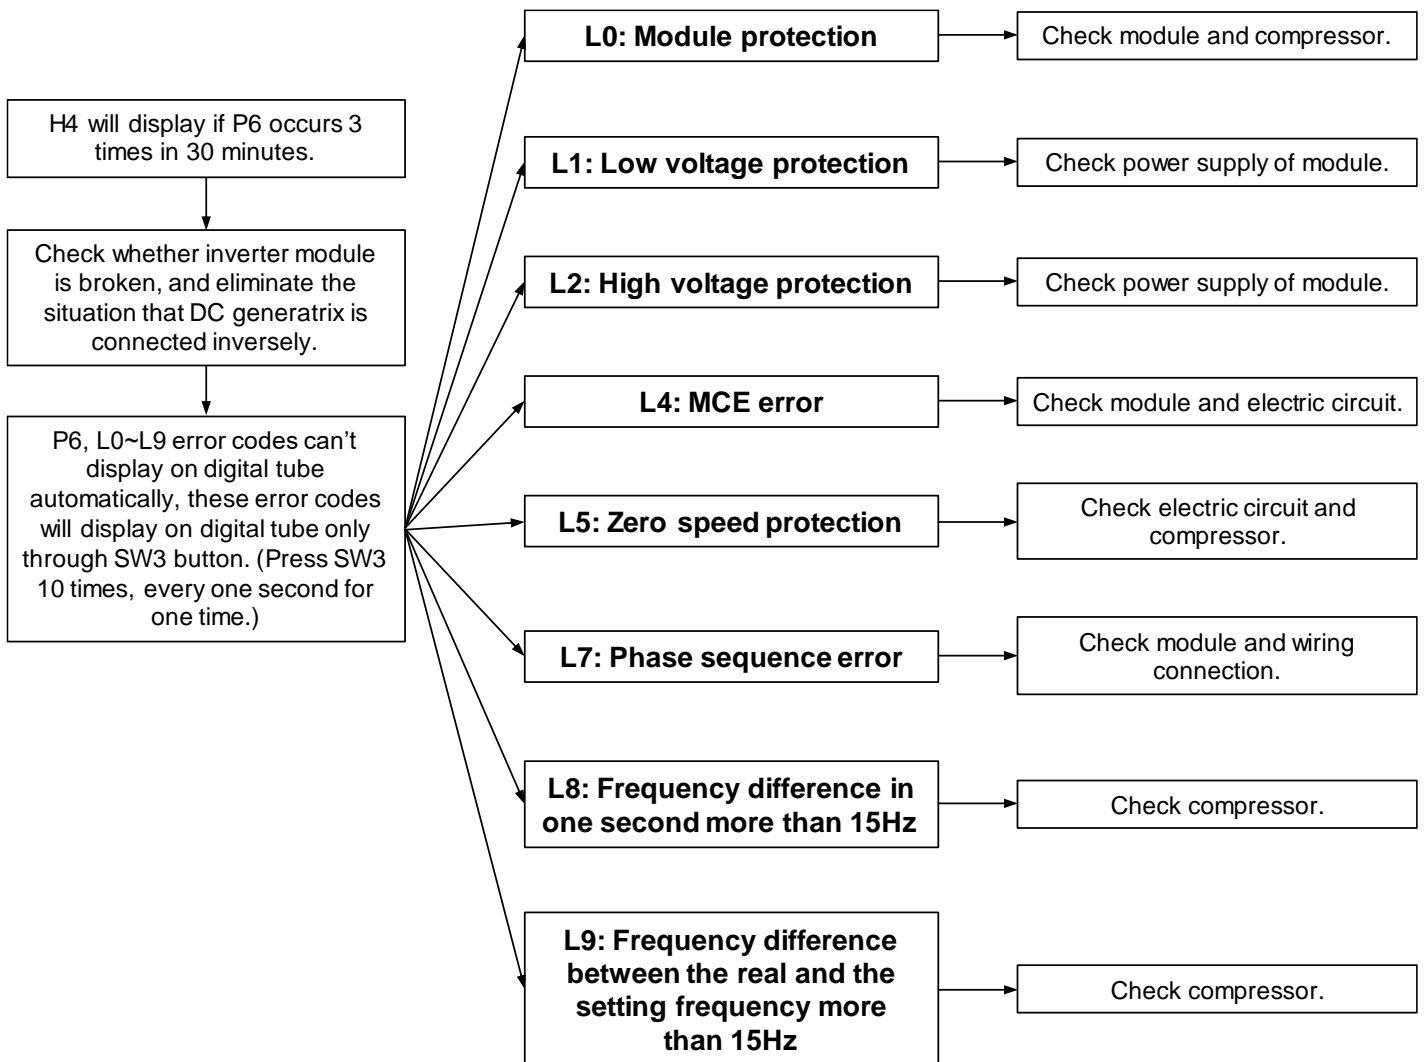 H4 will display if P6 occurs 3
times in 30 minutes.
Check whether inverter module
is broken, and eliminate the
situation that DC generatrix is
connected inversely.
P6, L0~L9 error codes can’t
display on digital tube
automatically, these error codes
will display on digital tube only
through SW3 button. (Press SW3
10 times, every one second for
one time.)
L0: Module protection
Check module and compressor.
L1: Low voltage protection
Check power supply of module.
L2: High voltage protection
Check power supply of module.
L4: MCE error
Check module and electric circuit.
L5: Zero speed protection
Check electric circuit and
compressor.
L7: Phase sequence error
Check module and wiring
connection.
L8: Frequency difference in
one second more than 15Hz
Check compressor.
L9: Frequency difference
between the real and the
setting frequency more
than 15Hz
Check compressor.